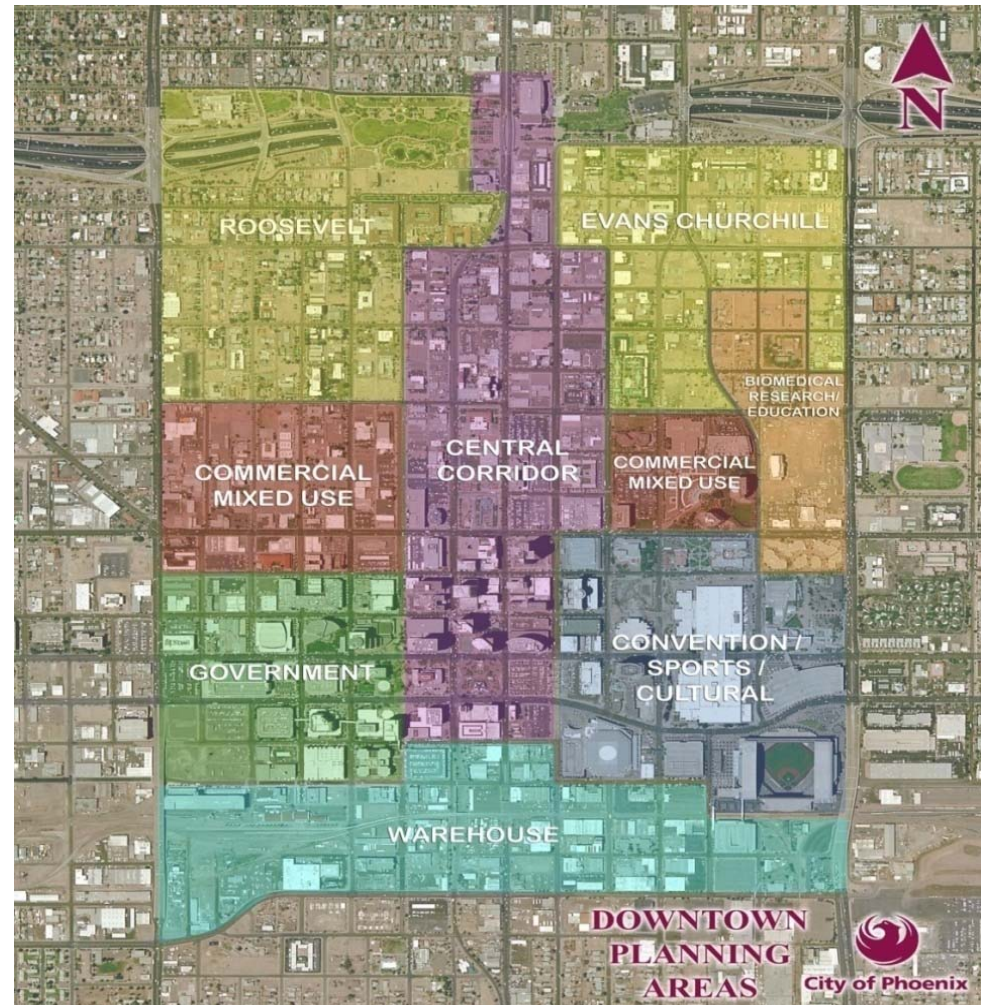 N
ROOSEVELT
EVANS CHURCHILL
BIOMEDICAL
RESEARCH/
EDUCATION
COMMERCIAL
MIXED USE
CENTRAL
CORRIDOR
COMMERCIAL
MIXED USE
GOVERNMENT
CONVENTION /
SPORTS /
CULTURAL
WAREHOUSE
DOWNTOWN
PLANNING
AREAS
City of Phoenix